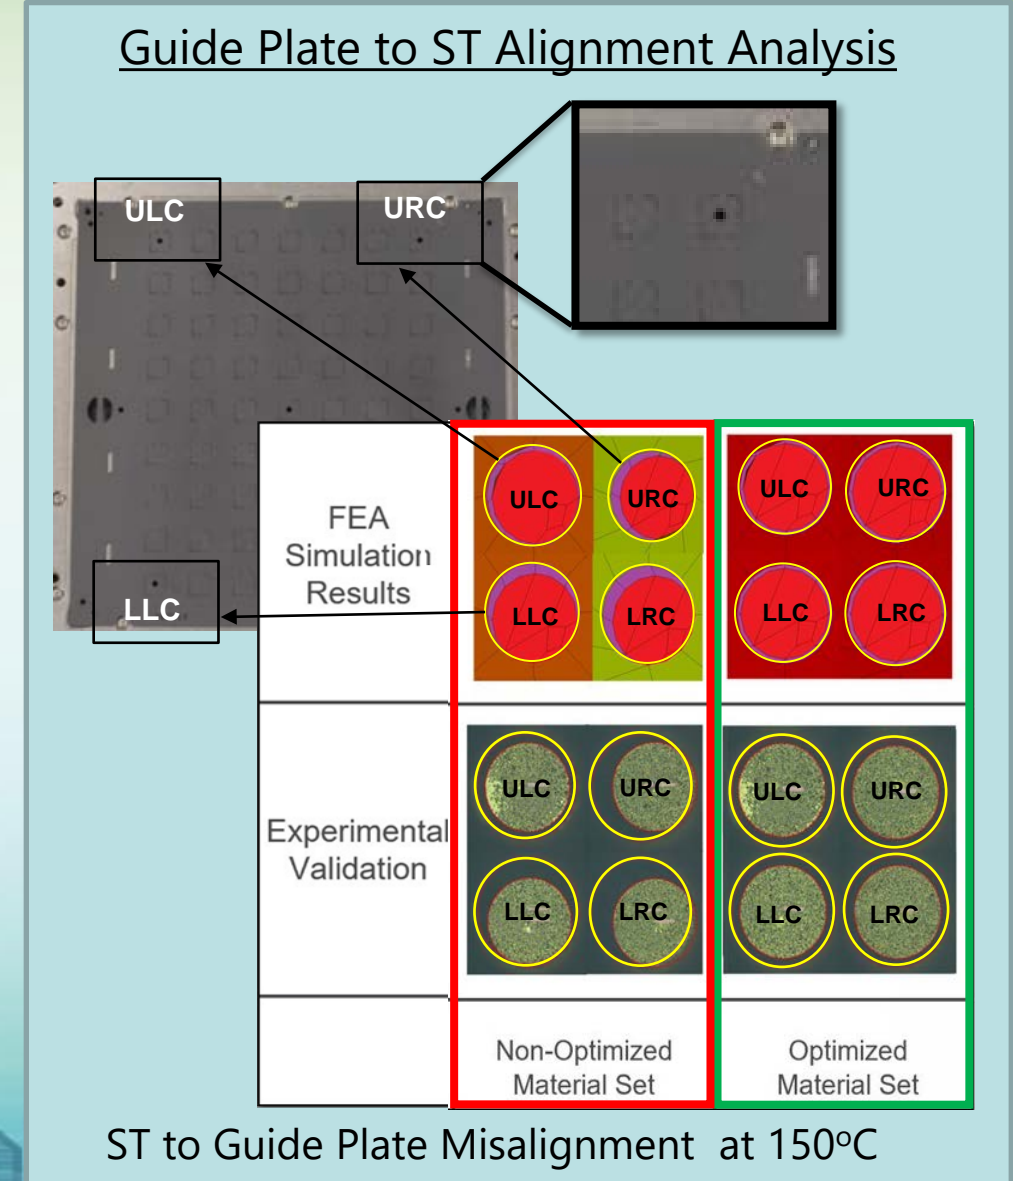 Guide Plate to ST Alignment Analysis
ULC
URC
LLC
FEA
Simulation
Results
ULC
URC
LLC
LRC
ULC
URC
LLC
LRC
Experimental
Validation
ULC
URC
LLC
LRC
ULC
URC
LLC
LRC
Non-Optimized
Material Set
Optimized
Material Set
ST to Guide Plate Misalignment at 150ºC